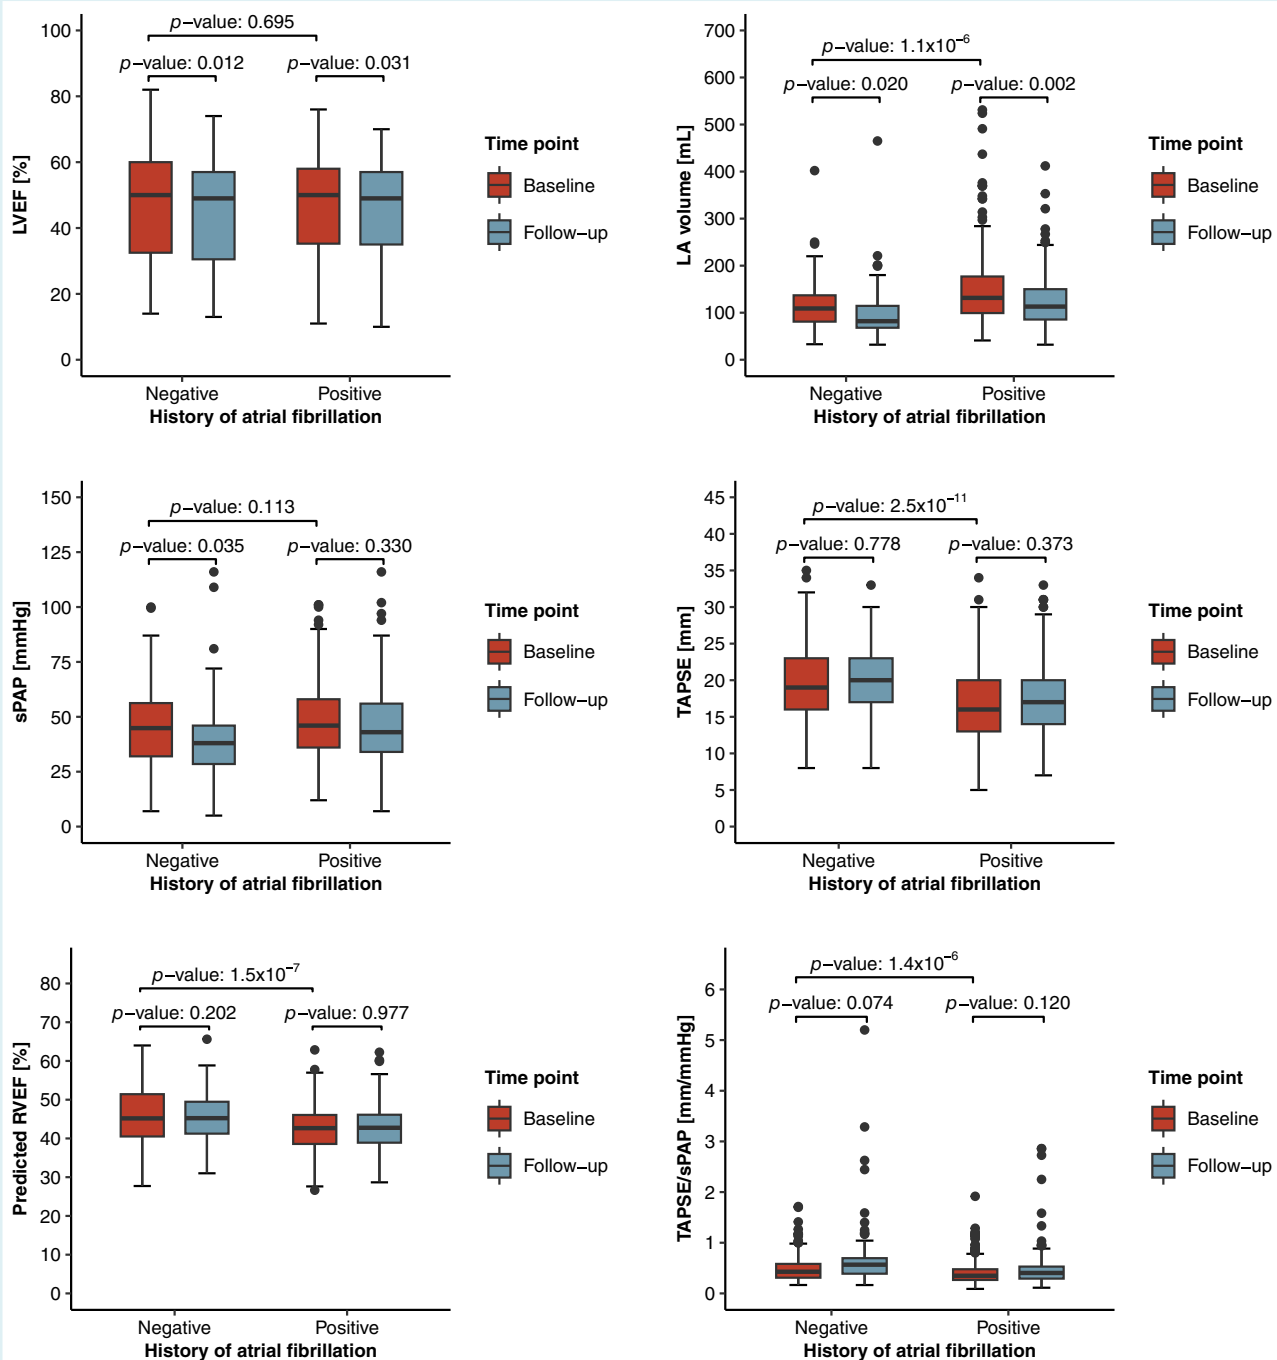 p−value: 0.695
p−value: 0.012 p−value: 0.031
100
80
60
40
20
0
LVEF [%]
Negative Positive
History of atrial fibrillation
Time point
Baseline
Follow−up
p−value: 1.1x10⁻⁶
p−value: 0.020 p−value: 0.002
700
600
500
400
300
200
100
0
LA volume [mL]
Negative Positive
History of atrial fibrillation
Time point
Baseline
Follow−up
p−value: 0.113
p−value: 0.035 p−value: 0.330
150
125
100
75
50
25
0
sPAP [mmHg]
Negative Positive
History of atrial fibrillation
Time point
Baseline
Follow−up
p−value: 2.5x10⁻¹¹
p−value: 0.778 p−value: 0.373
45
40
35
30
25
20
15
10
5
0
TAPSE [mm]
Negative Positive
History of atrial fibrillation
Time point
Baseline
Follow−up
p−value: 1.5x10⁻⁷
p−value: 0.202 p−value: 0.977
80
70
60
50
40
30
20
10
0
Predicted RVEF [%]
Negative Positive
History of atrial fibrillation
Time point
Baseline
Follow−up
p−value: 1.4x10⁻⁶
p−value: 0.074 p−value: 0.120
6
5
4
3
2
1
0
TAPSE/sPAP [mm/mmHg]
Negative Positive
History of atrial fibrillation
Time point
Baseline
Follow−up